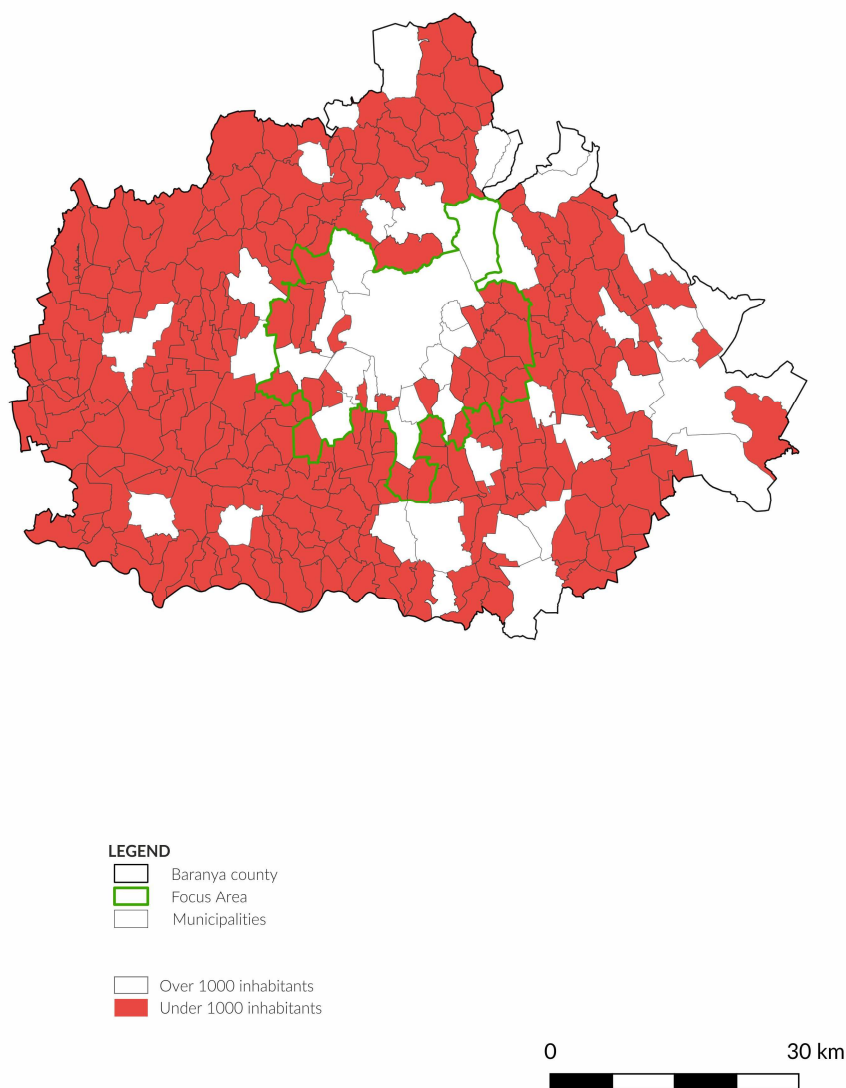 LEGEND
Baranya county
Focus Area
Municipalities
Over 1000 inhabitants
Under 1000 inhabitants
0 30 km